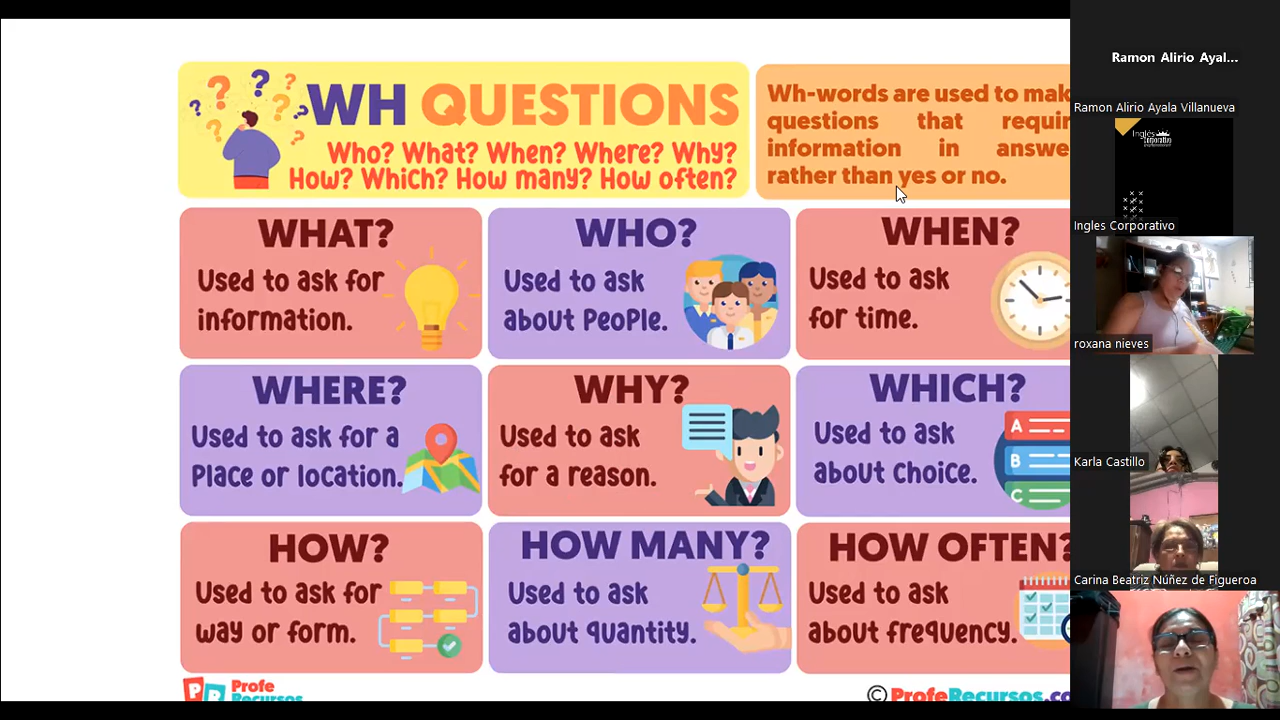 WH QUESTIONS
Who? What? When? Where? Why?
How? Which? How many? How often?
Wh-words are used to mak
questions that requir
information in answe
rather than yes or no.
WHAT?
Used to ask for
information.
WHO?
Used to ask
about People.
WHEN?
Used to ask
for time.
WHERE?
Used to ask for a
Place or location.
WHY?
Used to ask
for a reason.
WHICH?
Used to ask
about Choice.
A
B
C
HOW?
Used to ask for
way or form.
HOW MANY?
Used to ask
about quantity.
HOW OFTEN?
Used to ask
about frequency.
PR Profe
Recursos
© ProfeRecursos.co
Ramon Alirio Ayal...
Ramon Alirio Ayala Villanueva
Inglés
Corporativo
Ingles Corporativo
roxana nieves
Karla Castillo
Carina Beatriz Núñez de Figueroa